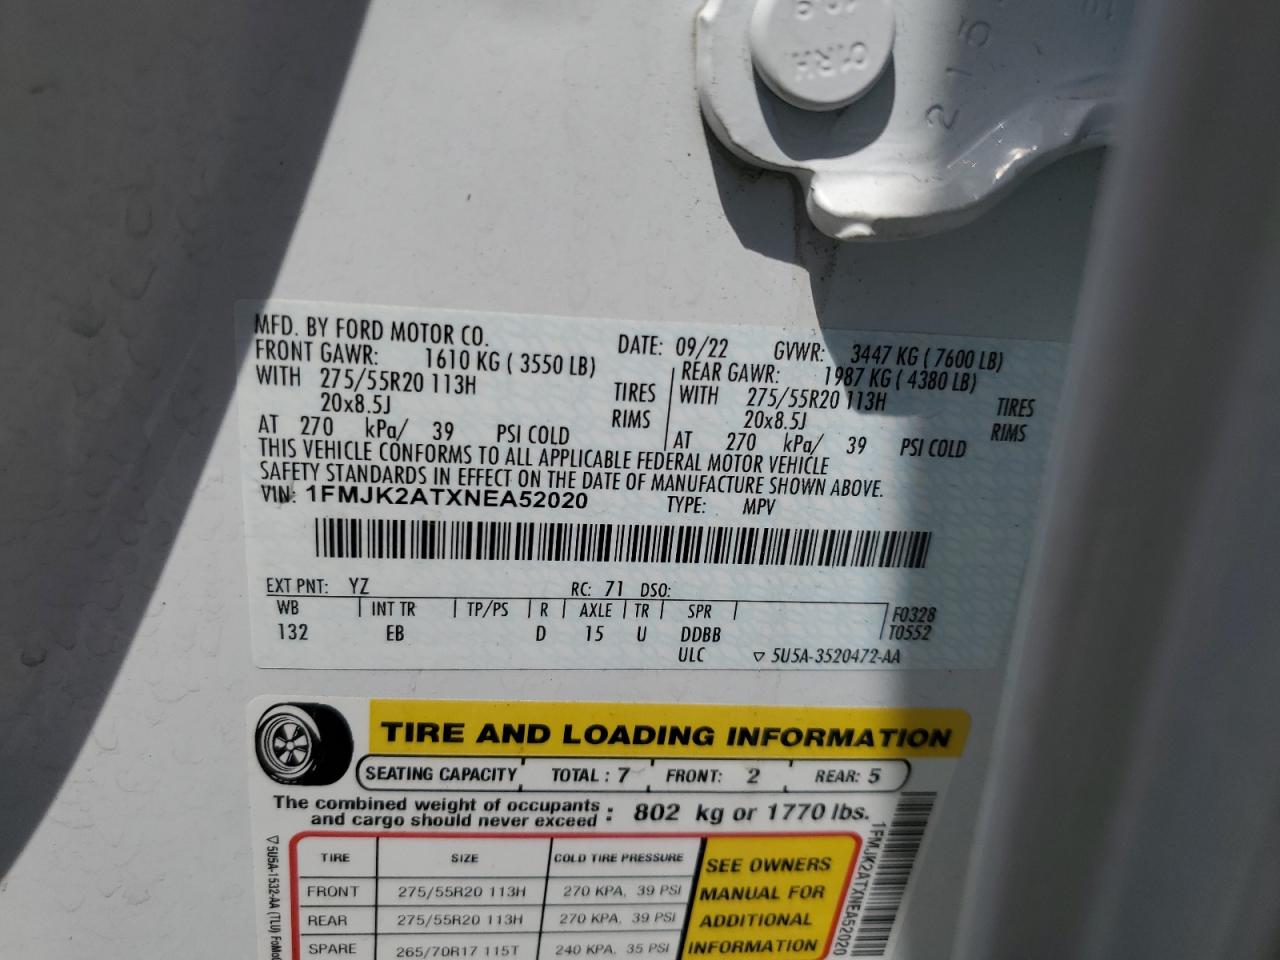 MFD. BY FORD MOTOR CO. DATE: 09/22 GVWR: 3447 KG ( 7600 LB)
FRONT GAWR: 1610 KG ( 3550 LB) REAR GAWR: 1987 KG ( 4380 LB)
WITH 275/55R20 113H TIRES WITH 275/55R20 113H TIRES
20x8.5J RIMS 20x8.5J RIMS
AT 270 kPa/ 39 PSI COLD AT 270 kPa/ 39 PSI COLD
THIS VEHICLE CONFORMS TO ALL APPLICABLE FEDERAL MOTOR VEHICLE
SAFETY STANDARDS IN EFFECT ON THE DATE OF MANUFACTURE SHOWN ABOVE.
VIN: 1FMJK2ATXNEA52020 TYPE: MPV
EXT PNT: YZ RC: 71 DSO:
WB INT TR TP/PS R AXLE TR SPR F0328
132 EB D 15 U DDBB T0552
ULC ▽ 5U5A-3520472-AA
TIRE AND LOADING INFORMATION
SEATING CAPACITY TOTAL : 7 FRONT: 2 REAR: 5
The combined weight of occupants
and cargo should never exceed : 802 kg or 1770 lbs.
TIRE SIZE COLD TIRE PRESSURE
FRONT 275/55R20 113H 270 KPA, 39 PSI
REAR 275/55R20 113H 270 KPA, 39 PSI
SPARE 265/70R17 115T 240 KPA, 35 PSI
SEE OWNERS
MANUAL FOR
ADDITIONAL
INFORMATION
1FMJK2ATXNEA52020
▽ 5U5A-1532-AA (TLU)